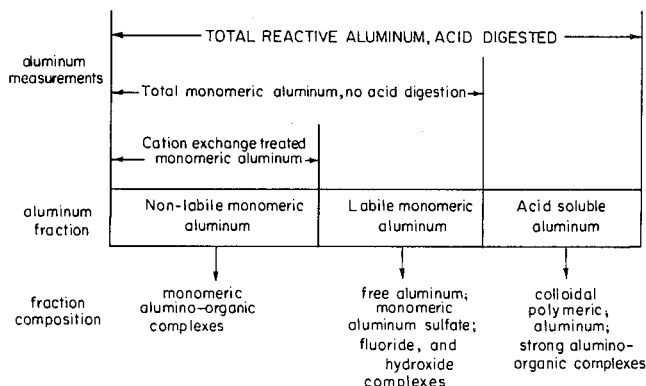 TOTAL REACTIVE ALUMINUM, ACID DIGESTED
aluminum
measurements
Total monomeric aluminum, no acid digestion
Cation exchange treated
monomeric aluminum
aluminum
fraction
Non-labile monomeric
aluminum
Labile monomeric
aluminum
Acid soluble
aluminum
fraction
composition
monomeric
alumino-organic
complexes
free aluminum;
monomeric
aluminum sulfate;
fluoride, and
hydroxide
complexes
colloidal
polymeric;
aluminum;
strong alumino-
organic complexes